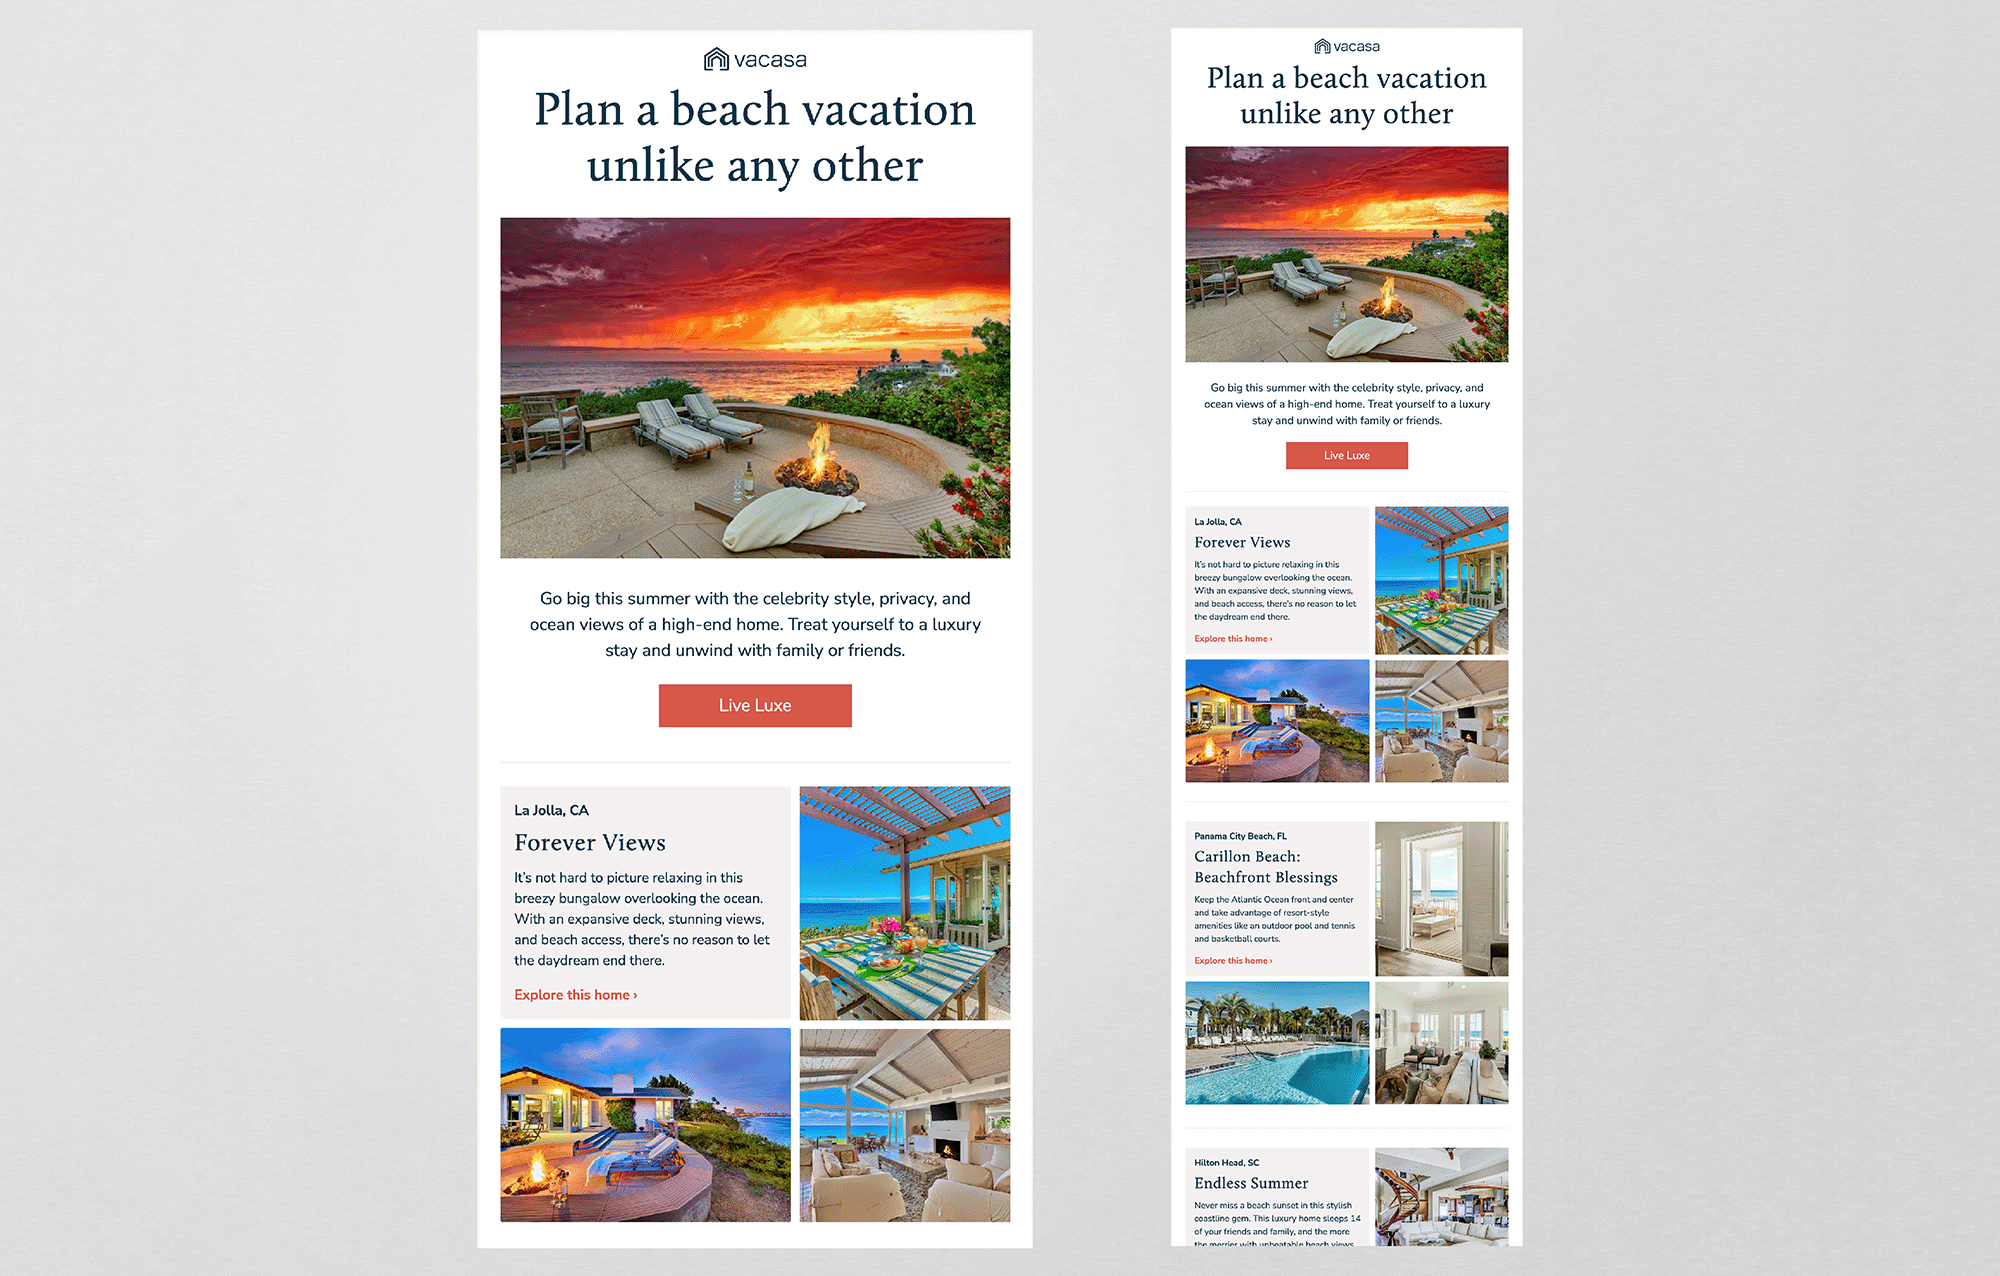 vacasa
Plan a beach vacation
unlike any other
Go big this summer with the celebrity style, privacy, and
ocean views of a high-end home. Treat yourself to a luxury
stay and unwind with family or friends.
Live Luxe
La Jolla, CA
Forever Views
It's not hard to picture relaxing in this
breezy bungalow overlooking the ocean.
With an expansive deck, stunning views,
and beach access, there's no reason to let
the daydream end there.
Explore this home ›
vacasa
Plan a beach vacation
unlike any other
Go big this summer with the celebrity style, privacy, and
ocean views of a high-end home. Treat yourself to a luxury
stay and unwind with family or friends.
Live Luxe
La Jolla, CA
Forever Views
It's not hard to picture relaxing in this
breezy bungalow overlooking the ocean.
With an expansive deck, stunning views,
and beach access, there's no reason to let
the daydream end there.
Explore this home ›
Panama City Beach, FL
Carillon Beach:
Beachfront Blessings
Keep the Atlantic Ocean front and center
and take advantage of resort-style
amenities like an outdoor pool and tennis
and basketball courts.
Explore this home ›
Hilton Head, SC
Endless Summer
Never miss a beach sunset in this stylish
coastline gem. This luxury home sleeps 14
of your friends and family, and the more
the merrier with unbeatable beach views